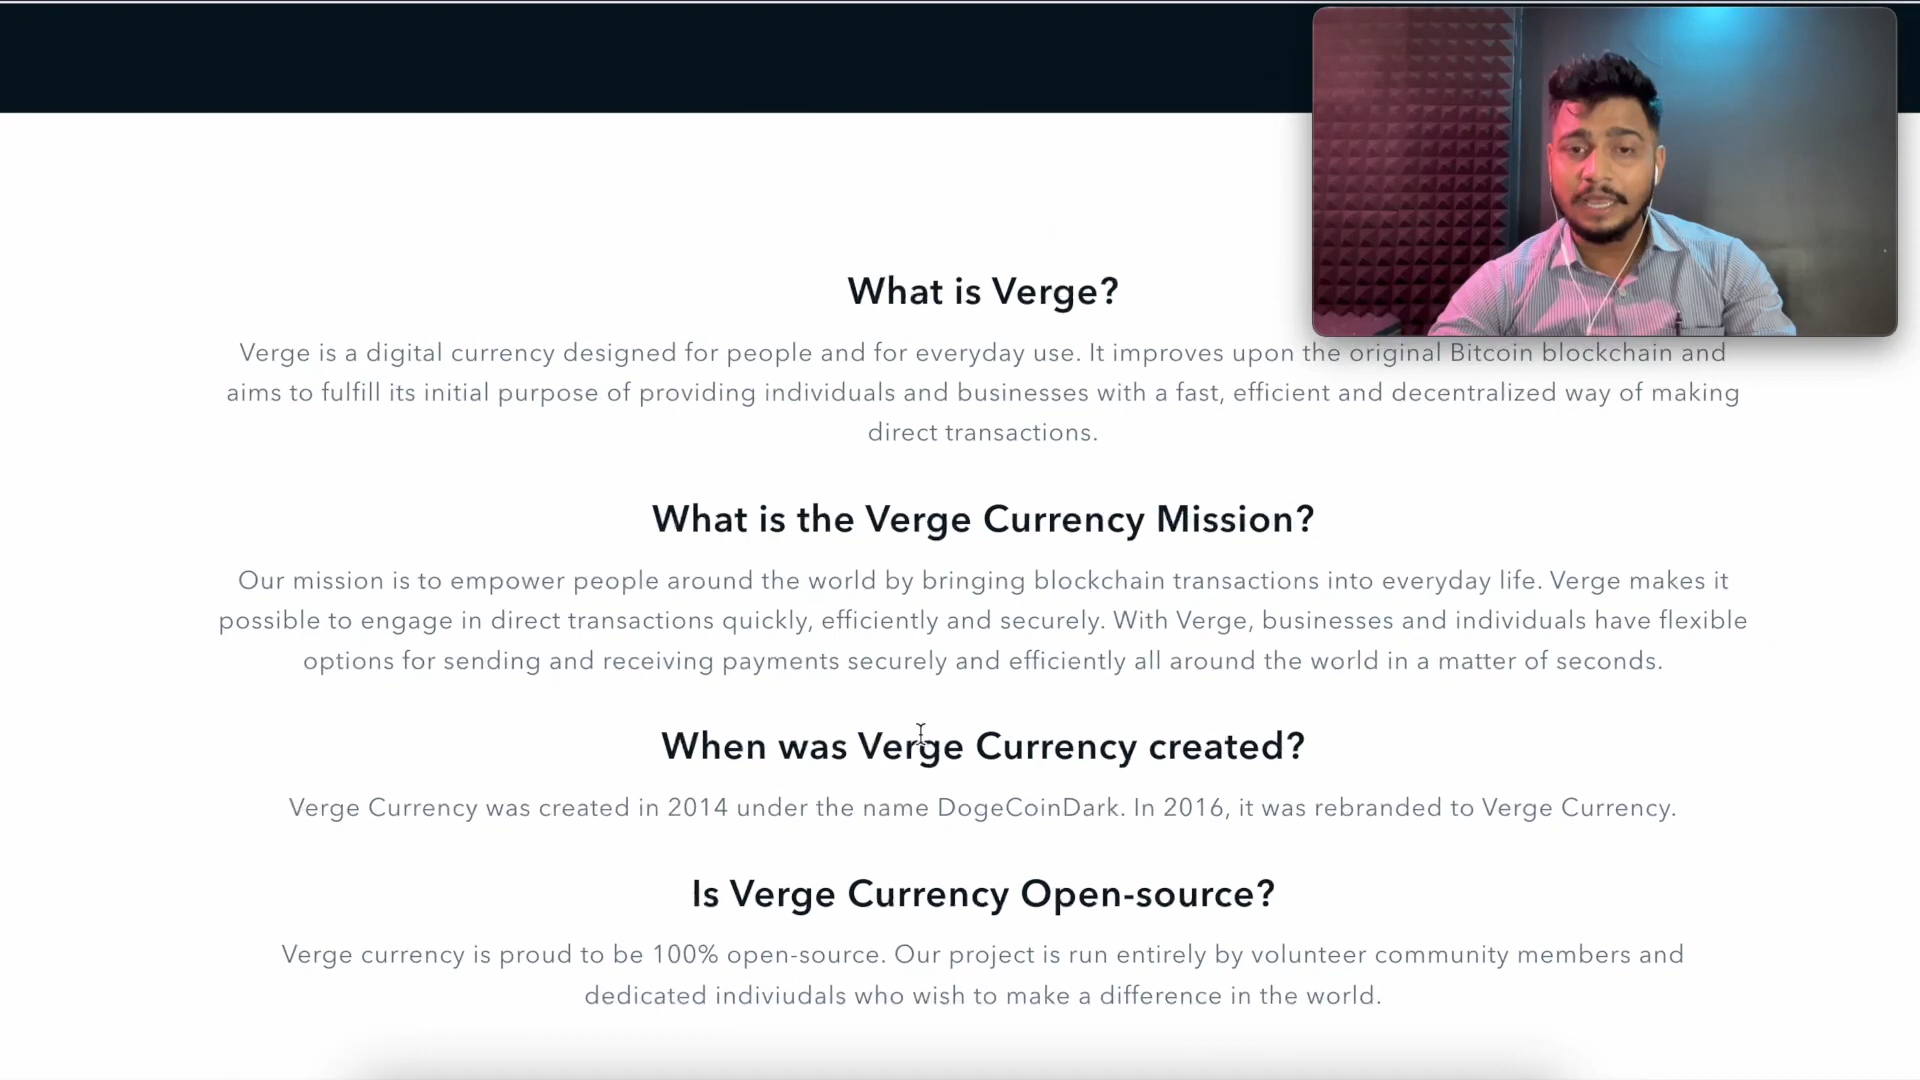 What is Verge?
Verge is a digital currency designed for people and for everyday use. It improves upon the original Bitcoin blockchain and
aims to fulfill its initial purpose of providing individuals and businesses with a fast, efficient and decentralized way of making
direct transactions.
What is the Verge Currency Mission?
Our mission is to empower people around the world by bringing blockchain transactions into everyday life. Verge makes it
possible to engage in direct transactions quickly, efficiently and securely. With Verge, businesses and individuals have flexible
options for sending and receiving payments securely and efficiently all around the world in a matter of seconds.
When was Verge Currency created?
Verge Currency was created in 2014 under the name DogeCoinDark. In 2016, it was rebranded to Verge Currency.
Is Verge Currency Open-source?
Verge currency is proud to be 100% open-source. Our project is run entirely by volunteer community members and
dedicated indiviudals who wish to make a difference in the world.